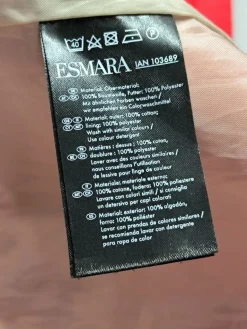 40
ESMARA IAN 103689
Material: Obermaterial:
100% Baumwolle, Futter: 100% Polyester
Mit ähnlichen Farben waschen /
wir empfehlen ein Colorwaschmittel
Material: outer: 100% cotton;
lining: 100% polyester
Wash with similar colours /
Use colour detergent
Matières : dessus : 100% coton,
doublure : 100% polyester
Laver avec des couleurs similaires /
nous conseillons l'utilisation
de lessive pour linge de couleur
Materiale: materiale esterno:
100% cotone, fodera: 100% poliestere
Lavare con colori simili / si consiglia
un detersivo per capi colorati
Material: exterior: 100% algodón,
forro: 100% poliéster
Lavar con prendas de colores similares /
se recomienda lavar con detergente
para ropa de color